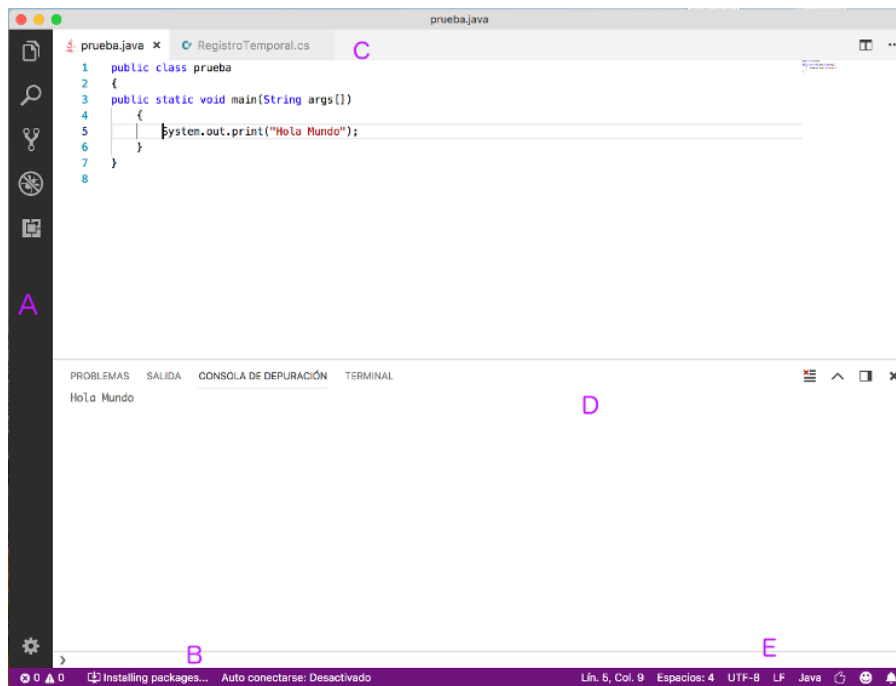 prueba.java
prueba.java RegistroTemporal.cs C
1 public class prueba
2 {
3 public static void main(String args[])
4 {
5 System.out.print("Hola Mundo");
6 }
7 }
8
A
PROBLEMAS SALIDA CONSOLA DE DEPURACIÓN TERMINAL
Hola Mundo
D
B E
0 0 Installing packages... Auto conectarse: Desactivado Lín. 5, Col. 9 Espacios: 4 UTF-8 LF Java